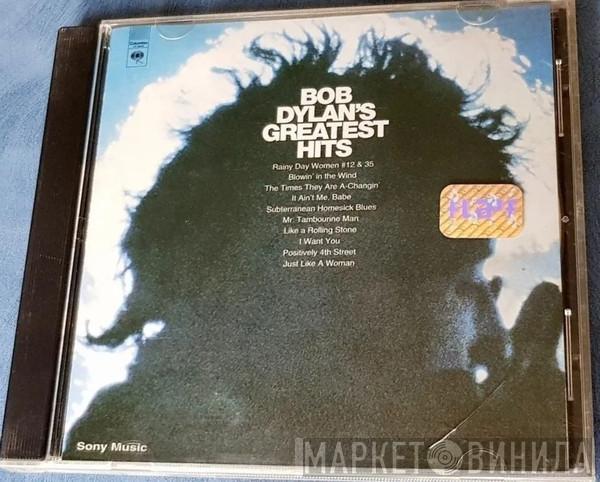 BOB
DYLAN'S
GREATEST
HITS
Rainy Day Women #12 & 35
Blowin' in the Wind
The Times They Are A-Changin'
It Ain't Me, Babe
Subterranean Homesick Blues
Mr. Tambourine Man
Like a Rolling Stone
I Want You
Positively 4th Street
Just Like A Woman
Sony Music
МАРКЕТ ВИНИЛА